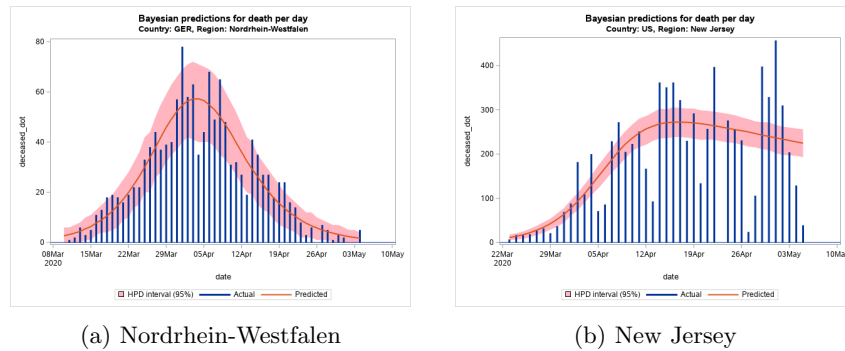 Bayesian predictions for death per day
Country: GER, Region: Nordrhein-Westfalen
80
60
40
20
0
deceased_dot
08Mar 15Mar 22Mar 29Mar 05Apr 12Apr 19Apr 26Apr 03May 10May
2020
date
HPD interval (95%) Actual Predicted
(a) Nordrhein-Westfalen
Bayesian predictions for death per day
Country: US, Region: New Jersey
400
300
200
100
0
deceased_dot
22Mar 29Mar 05Apr 12Apr 19Apr 26Apr 03May 10May
2020
date
HPD interval (95%) Actual Predicted
(b) New Jersey